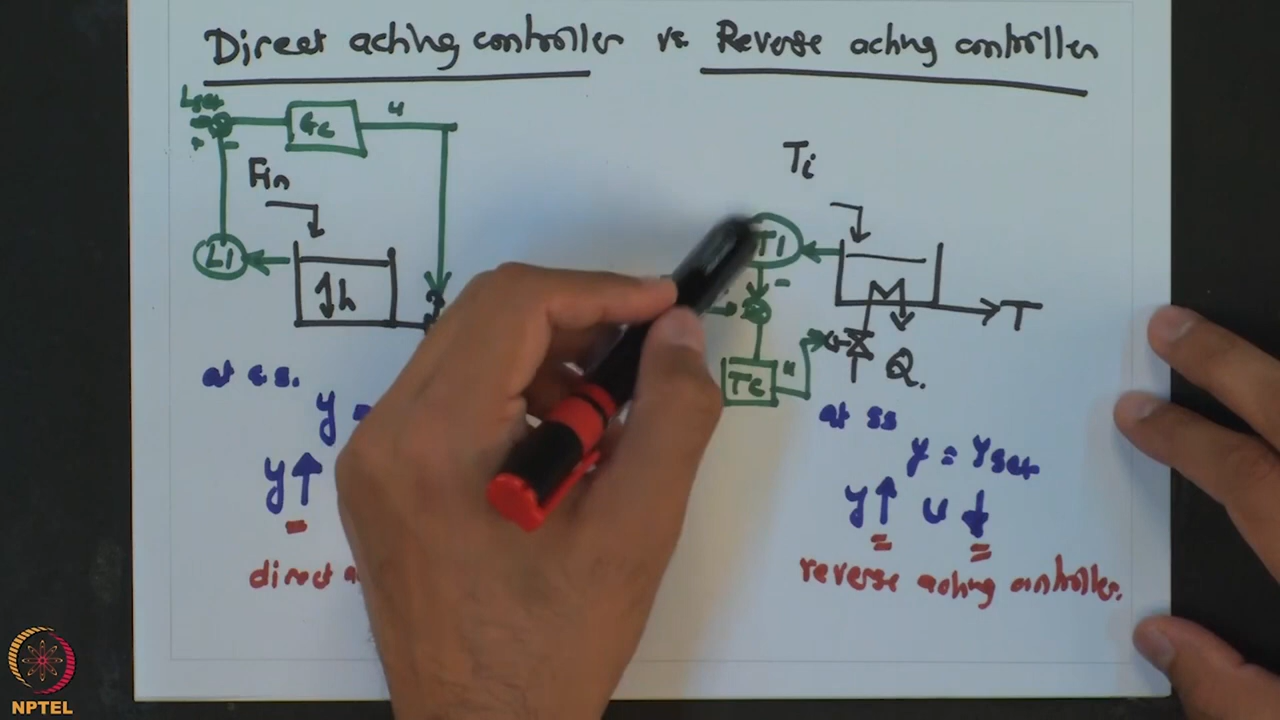 Direct acting controller vs. Reverse acting controller
Lset
+
-
Gc
u
Fin
LI
h
at s.s.
y =
y↑
direct a
Ti
TI
-
T
TC
u
Q.
at ss
y = yset
y↑ u↓
reverse acting controller.
NPTEL